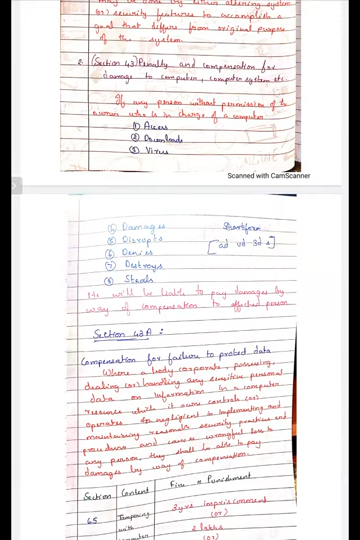 may be done by either altering system
(or) security features to accomplish a
goal that differs from original purpose
of the system.
2. (Section 43) Penalty and compensation for
damage to computer, computer system etc.
If any person without permission of the
owner who is in charge of a computer
① Access
② Downloads
③ Virus
Scanned with CamScanner
④ Damages
Shortform
⑤ Disrupts
[ad vd 3d s]
⑥ Denies
⑦ Destroys
⑧ Steals
He will be liable to pay damages by
way of compensation to affected person
Section 43A :
Compensation for failure to protect data
Where a body corporate, possessing,
dealing (or) handling any sensitive personal
data on information in a computer
resource which it owns controls (or)
operates is negligient in implementing and
maintaining reasonable security practices and
procedures and causes wrongful loss to
any person, they shall be able to pay
damages by way of compensation.
Section Content Fine or Punishment
65 Tampering 3yrs imprisonment
with (or)
computer 2 lakhs
(or)